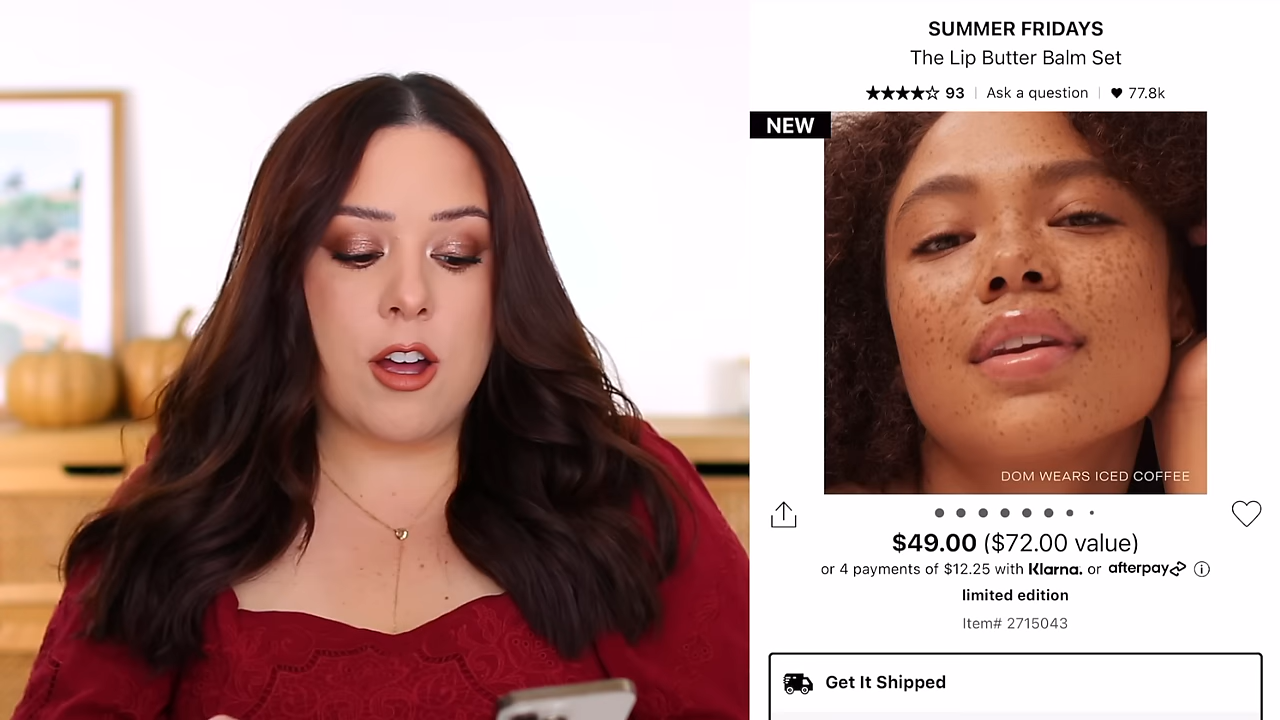 SUMMER FRIDAYS
The Lip Butter Balm Set
93 | Ask a question | 77.8k
NEW
DOM WEARS ICED COFFEE
$49.00 ($72.00 value)
or 4 payments of $12.25 with Klarna. or afterpay
limited edition
Item# 2715043
Get It Shipped